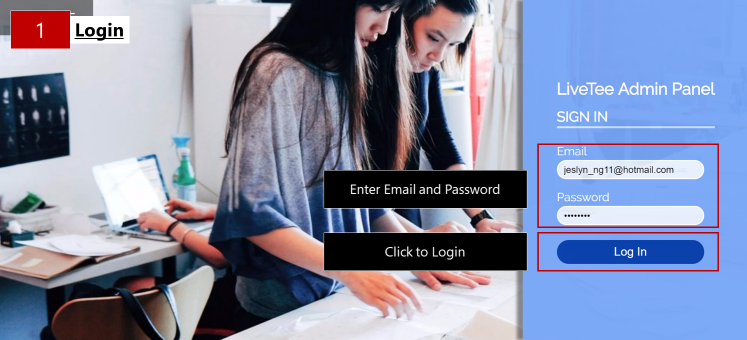 1 Login
LiveTee Admin Panel
SIGN IN
Email
jeslyn_ng11@hotmail.com
Enter Email and Password
Password
••••••••
Click to Login
Log In